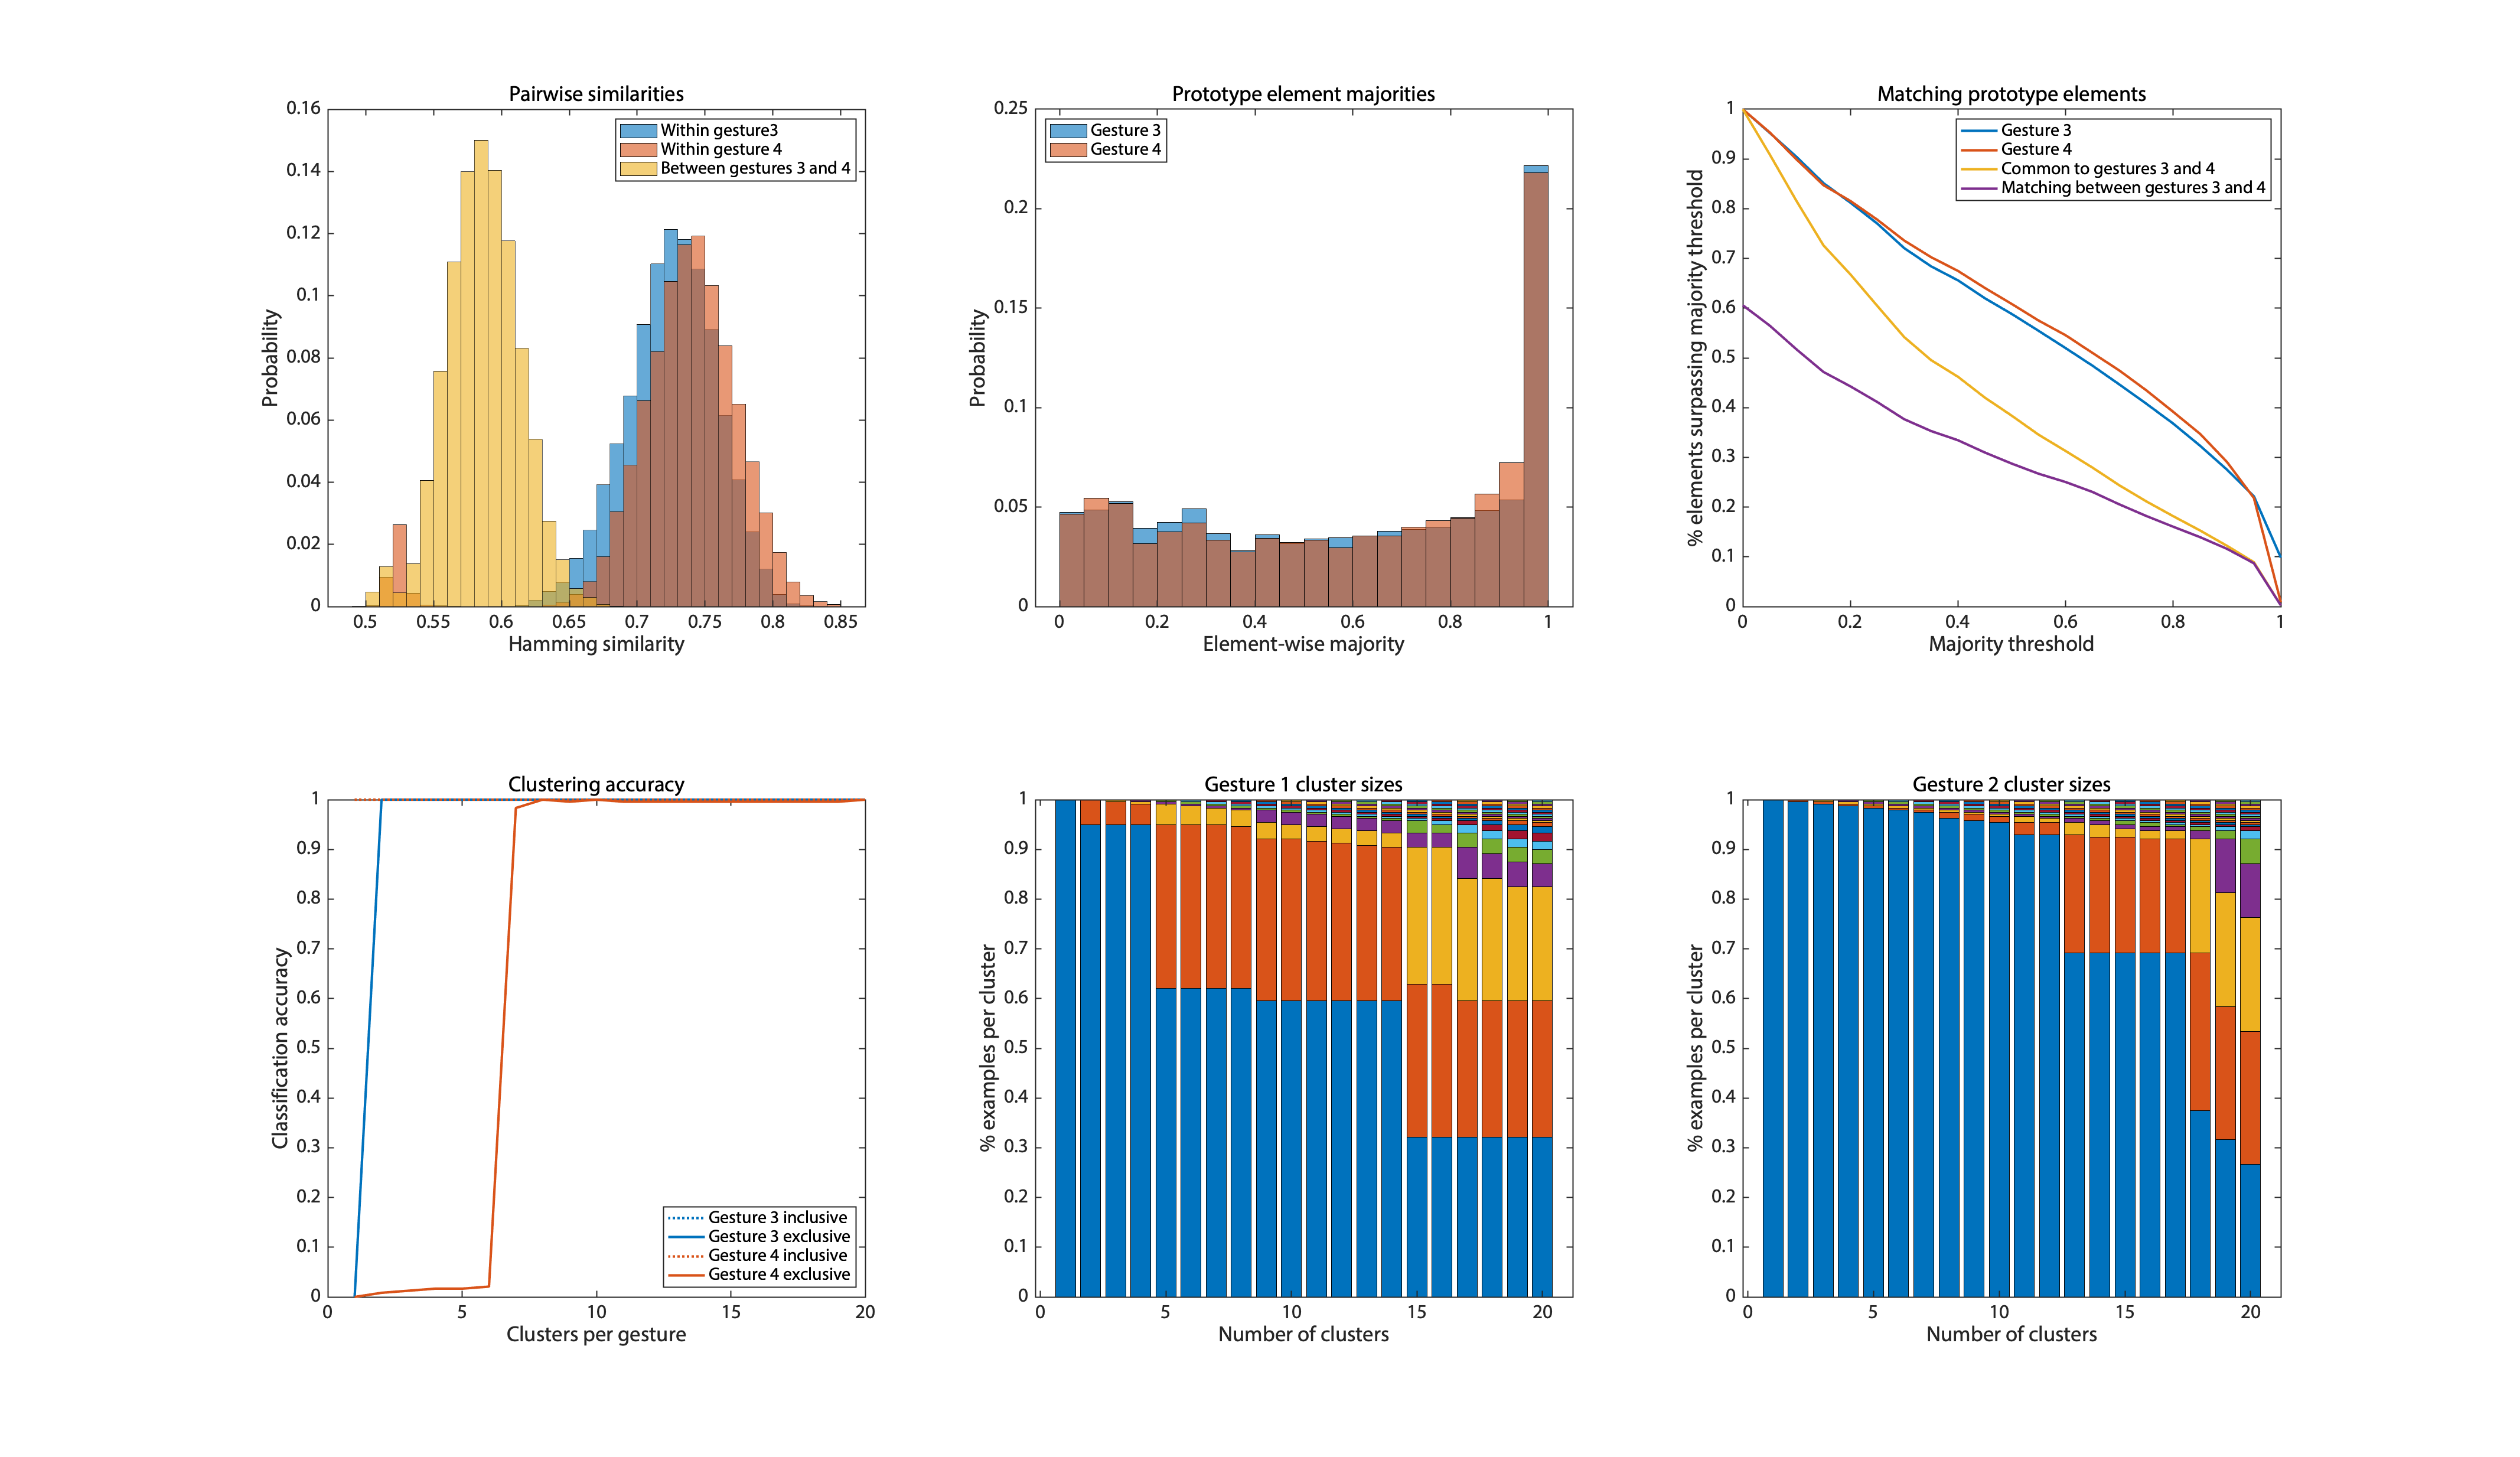 Pairwise similarities
0.16
0.14
0.12
0.1
0.08
0.06
0.04
0.02
0
Probability
Within gesture3
Within gesture 4
Between gestures 3 and 4
0.5 0.55 0.6 0.65 0.7 0.75 0.8 0.85
Hamming similarity
Prototype element majorities
0.25
0.2
0.15
0.1
0.05
0
Probability
Gesture 3
Gesture 4
0 0.2 0.4 0.6 0.8 1
Element-wise majority
Matching prototype elements
1
0.9
0.8
0.7
0.6
0.5
0.4
0.3
0.2
0.1
0
% elements surpassing majority threshold
Gesture 3
Gesture 4
Common to gestures 3 and 4
Matching between gestures 3 and 4
0 0.2 0.4 0.6 0.8 1
Majority threshold
Clustering accuracy
1
0.9
0.8
0.7
0.6
0.5
0.4
0.3
0.2
0.1
0
Classification accuracy
Gesture 3 inclusive
Gesture 3 exclusive
Gesture 4 inclusive
Gesture 4 exclusive
0 5 10 15 20
Clusters per gesture
Gesture 1 cluster sizes
1
0.9
0.8
0.7
0.6
0.5
0.4
0.3
0.2
0.1
0
% examples per cluster
0 5 10 15 20
Number of clusters
Gesture 2 cluster sizes
1
0.9
0.8
0.7
0.6
0.5
0.4
0.3
0.2
0.1
0
% examples per cluster
0 5 10 15 20
Number of clusters